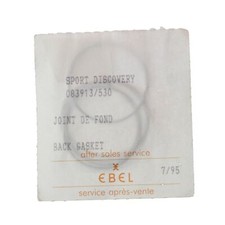 SPORT DISCOVERY
083913/530
JOINT DE FOND
BACK GASKET
after sales service
EBEL
7/95
service après-vente